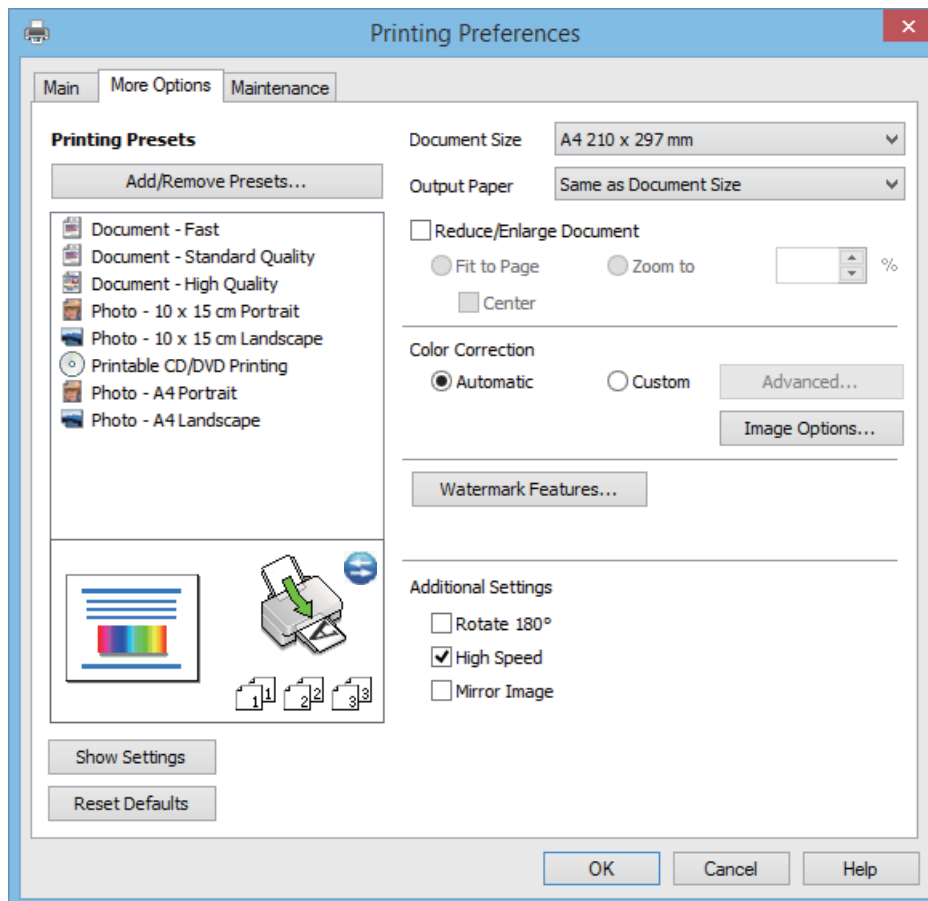 Printing Preferences
Main
More Options
Maintenance
Printing Presets
Add/Remove Presets...
Document - Fast
Document - Standard Quality
Document - High Quality
Photo - 10 x 15 cm Portrait
Photo - 10 x 15 cm Landscape
Printable CD/DVD Printing
Photo - A4 Portrait
Photo - A4 Landscape
A
1 1 2 2 3 3
Show Settings
Reset Defaults
Document Size A4 210 x 297 mm
Output Paper Same as Document Size
Reduce/Enlarge Document
Fit to Page Zoom to %
Center
Color Correction
Automatic Custom Advanced...
Image Options...
Watermark Features...
Additional Settings
Rotate 180°
High Speed
Mirror Image
OK Cancel Help